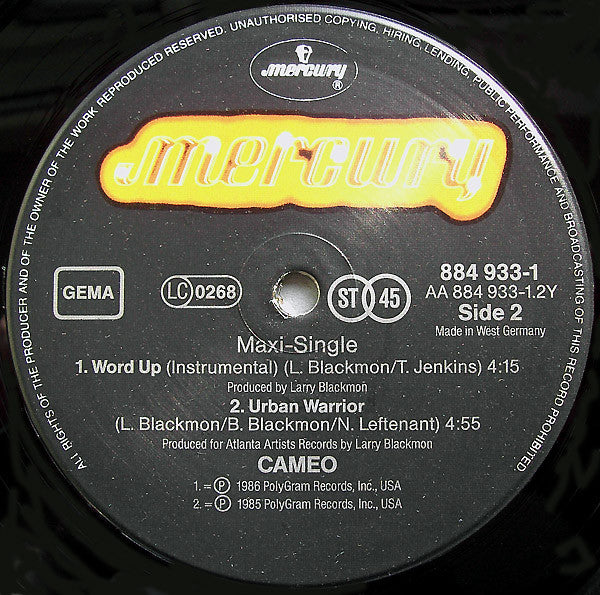 ALL RIGHTS OF THE PRODUCER AND OF THE OWNER OF THE WORK REPRODUCED RESERVED. UNAUTHORISED COPYING, HIRING, LENDING, PUBLIC PERFORMANCE AND BROADCASTING OF THIS RECORD PROHIBITED.
mercury ®
mercury
GEMA
LC 0268
ST 45
884 933-1
AA 884 933-1.2Y
Side 2
Made in West Germany
Maxi-Single
1. Word Up (Instrumental) (L. Blackmon/T. Jenkins) 4:15
Produced by Larry Blackmon
2. Urban Warrior
(L. Blackmon/B. Blackmon/N. Leftenant) 4:55
Produced for Atlanta Artists Records by Larry Blackmon
CAMEO
1. = ℗ 1986 PolyGram Records, Inc., USA
2. = ℗ 1985 PolyGram Records, Inc., USA